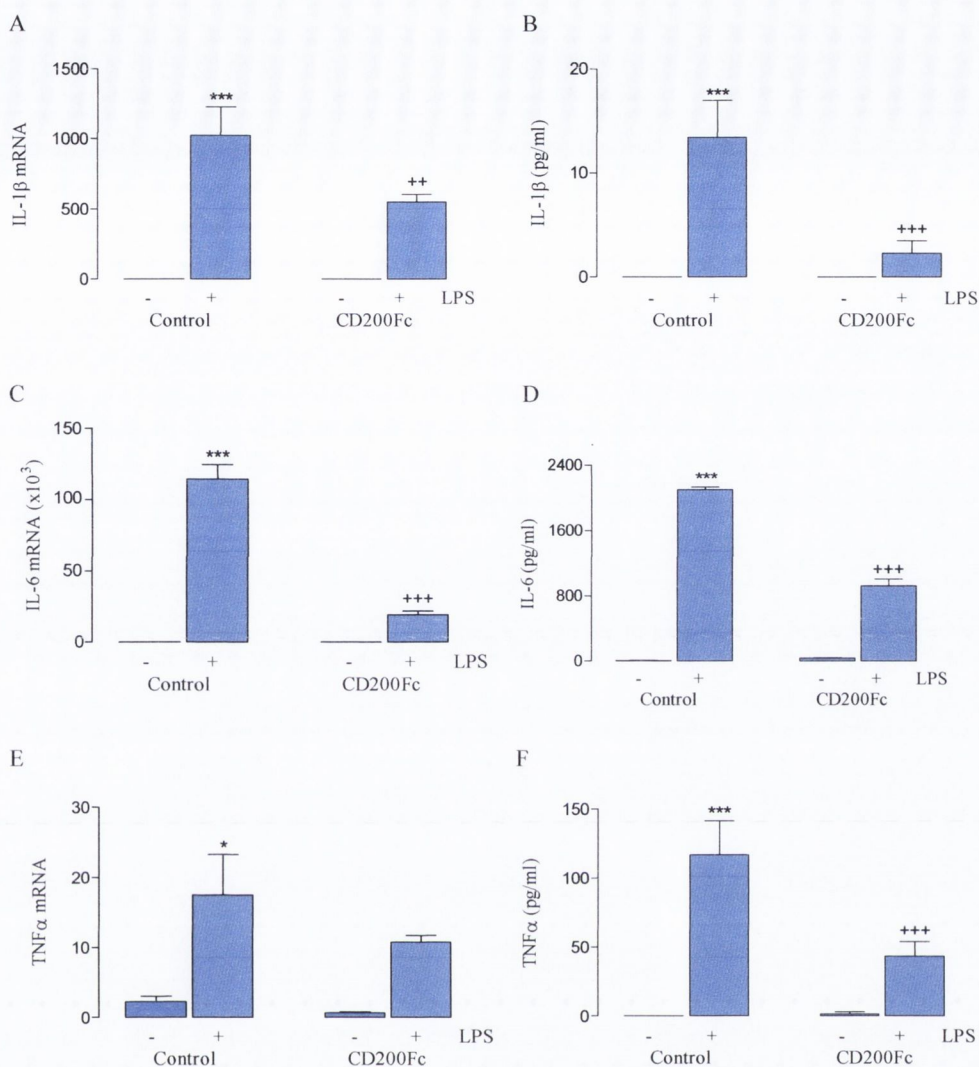 A
IL-1β mRNA
1500
1000
500
0
***
++
- + - + LPS
Control CD200Fc
B
IL-1β (pg/ml)
20
10
0
***
+++
- + - + LPS
Control CD200Fc
C
IL-6 mRNA (x10³)
150
100
50
0
***
+++
- + - + LPS
Control CD200Fc
D
IL-6 (pg/ml)
2400
1600
800
0
***
+++
- + - + LPS
Control CD200Fc
E
TNFα mRNA
30
20
10
0
*
- + - + LPS
Control CD200Fc
F
TNFα (pg/ml)
150
100
50
0
***
+++
- + - + LPS
Control CD200Fc